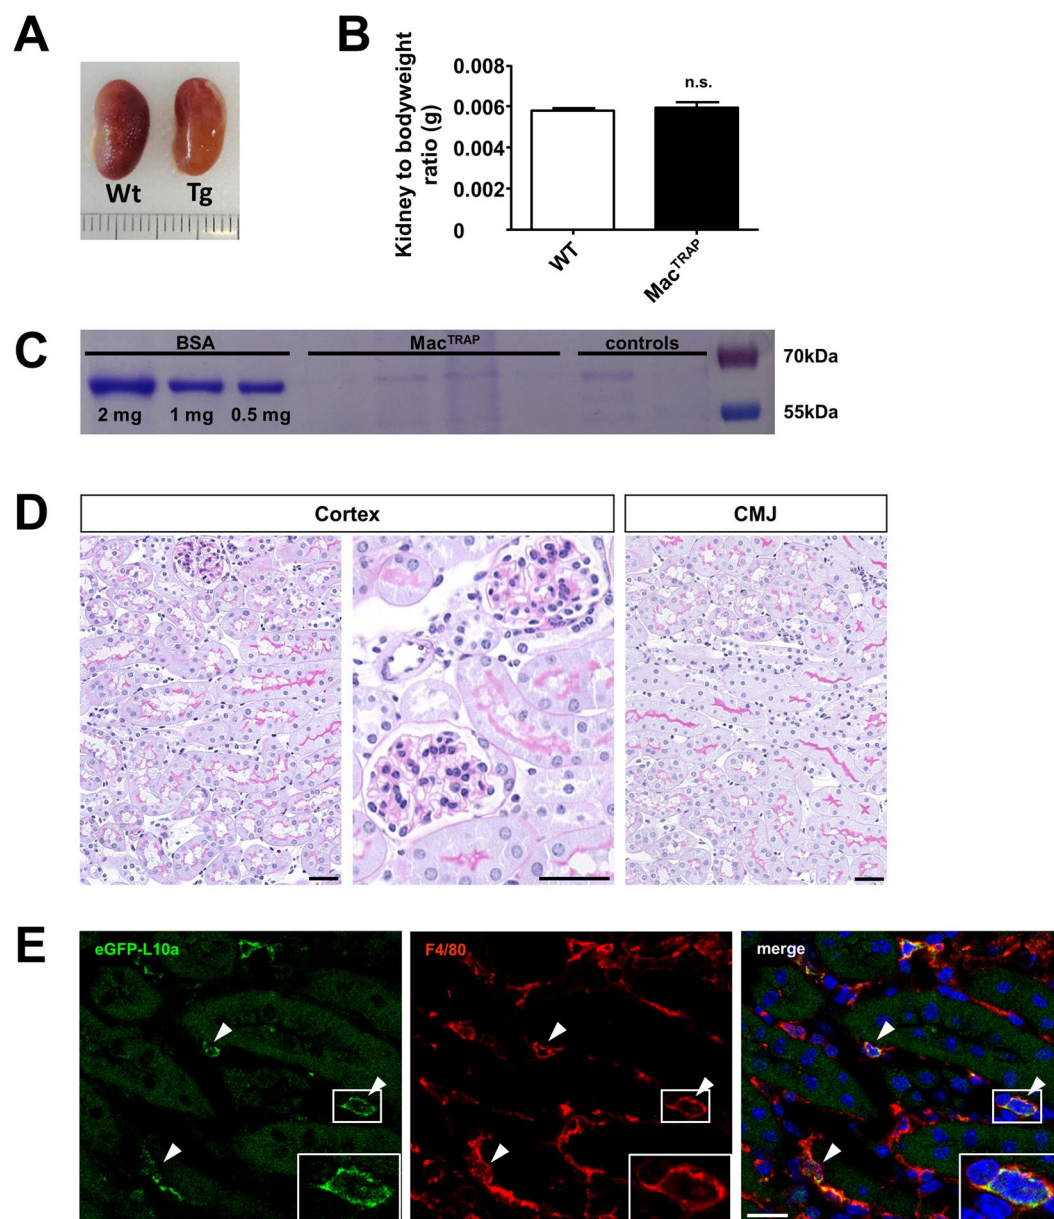 A
Wt Tg
B
Kidney to bodyweight
ratio (g)
0.008
0.006
0.004
0.002
0
n.s.
WT
MacTRAP
C
BSA
MacTRAP
controls
2 mg 1 mg 0.5 mg
70kDa
55kDa
D
Cortex
CMJ
E
eGFP-L10a
F4/80
merge